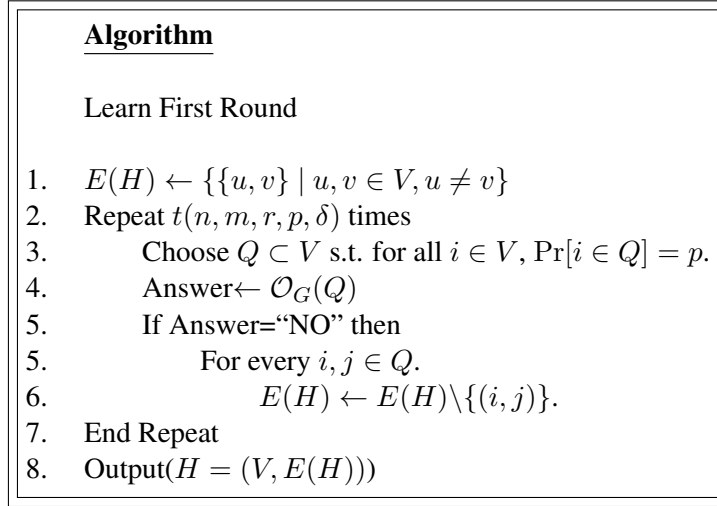 Algorithm
Learn First Round
1. E(H) ← {{u, v} | u, v ∈ V, u ≠ v}
2. Repeat t(n, m, r, p, δ) times
3. Choose Q ⊂ V s.t. for all i ∈ V, Pr[i ∈ Q] = p.
4. Answer← 𝒪_G(Q)
5. If Answer=“NO” then
5. For every i, j ∈ Q.
6. E(H) ← E(H)\{(i, j)}.
7. End Repeat
8. Output(H = (V, E(H)))